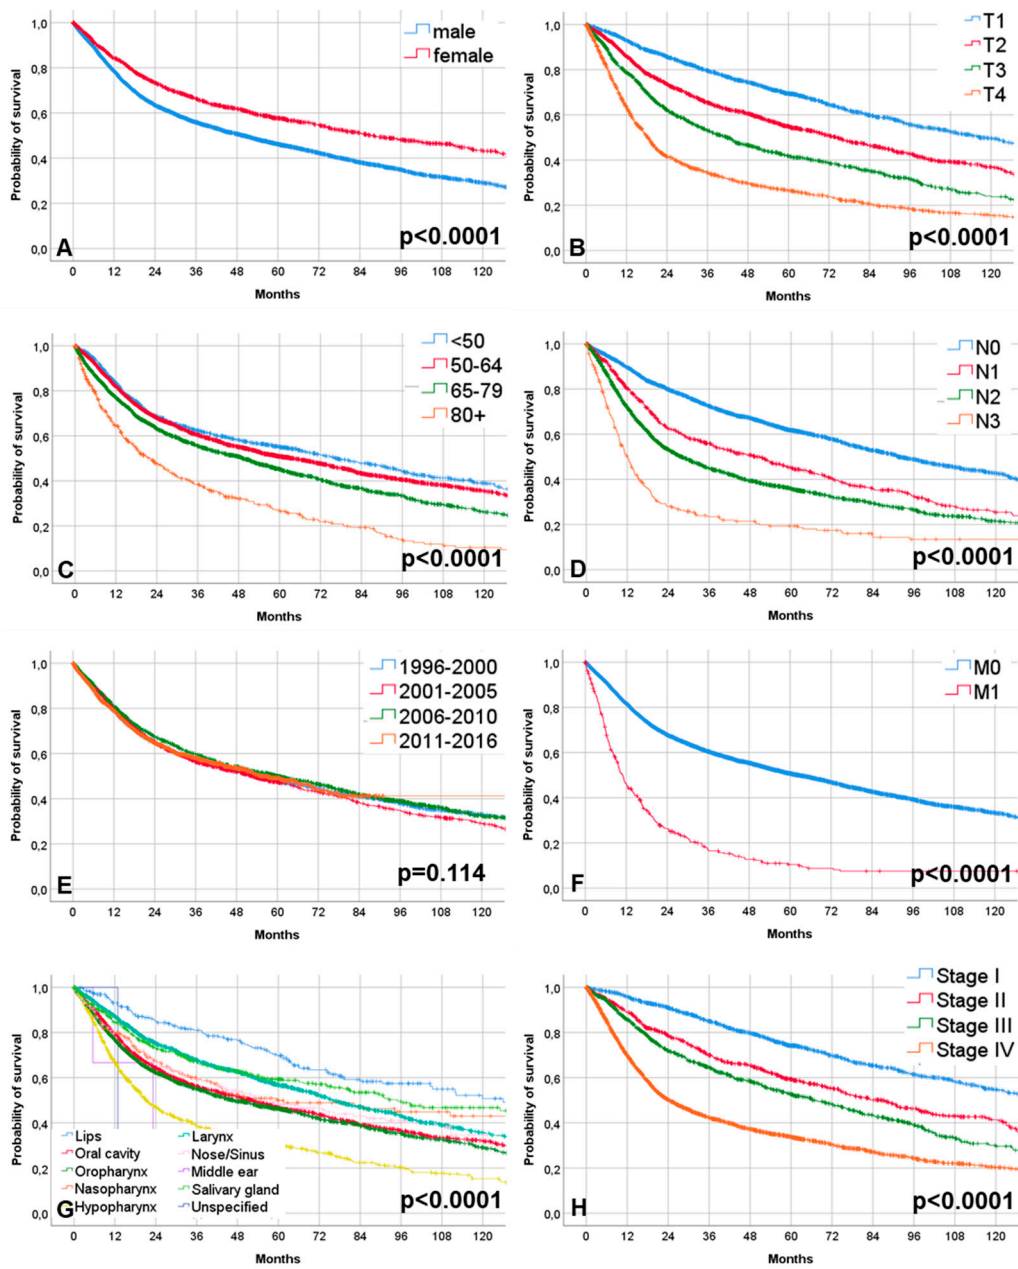 1,0
0,8
0,6
0,4
0,2
0,0
Probability of survival
male
female
A
p<0.0001
0 12 24 36 48 60 72 84 96 108 120
Months
1,0
0,8
0,6
0,4
0,2
0,0
Probability of survival
T1
T2
T3
T4
B
p<0.0001
0 12 24 36 48 60 72 84 96 108 120
Months
1,0
0,8
0,6
0,4
0,2
0,0
Probability of survival
<50
50-64
65-79
80+
C
p<0.0001
0 12 24 36 48 60 72 84 96 108 120
Months
1,0
0,8
0,6
0,4
0,2
0,0
Probability of survival
N0
N1
N2
N3
D
p<0.0001
0 12 24 36 48 60 72 84 96 108 120
Months
1,0
0,8
0,6
0,4
0,2
0,0
Probability of survival
1996-2000
2001-2005
2006-2010
2011-2016
E
p=0.114
0 12 24 36 48 60 72 84 96 108 120
Months
1,0
0,8
0,6
0,4
0,2
0,0
Probability of survival
M0
M1
F
p<0.0001
0 12 24 36 48 60 72 84 96 108 120
Months
1,0
0,8
0,6
0,4
0,2
0,0
Probability of survival
Lips
Oral cavity
Oropharynx
Nasopharynx
Hypopharynx
Larynx
Nose/Sinus
Middle ear
Salivary gland
Unspecified
G
p<0.0001
0 12 24 36 48 60 72 84 96 108 120
Months
1,0
0,8
0,6
0,4
0,2
0,0
Probability of survival
Stage I
Stage II
Stage III
Stage IV
H
p<0.0001
0 12 24 36 48 60 72 84 96 108 120
Months